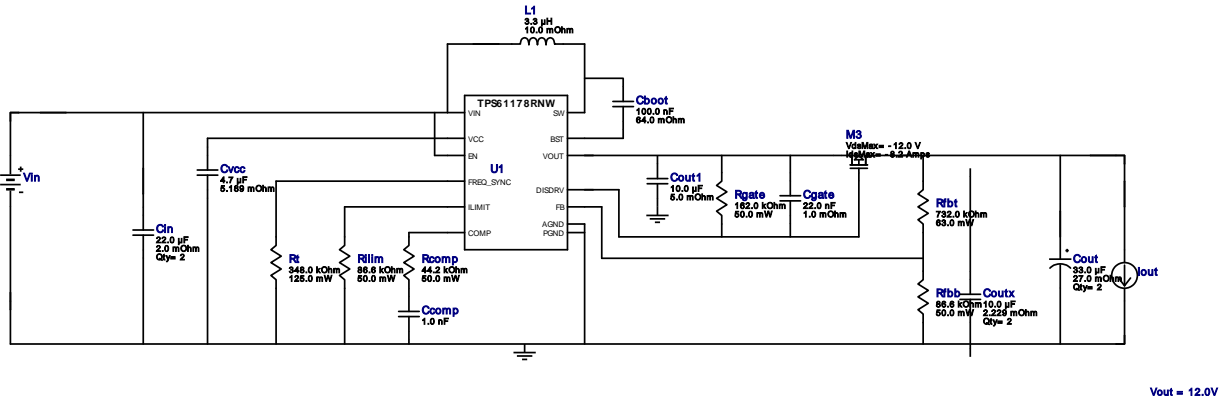 L1
3.3 µH
10.0 mOhm
TPS61178RNW
VIN
SW
Cboot
100.0 nF
64.0 mOhm
VCC
BST
M3
VdsMax= -12.0 V
IdsMax= -8.2 Amps
EN
U1
VOUT
Cvcc
4.7 µF
5.169 mOhm
Vin
+
-
FREQ_SYNC
DISDRV
Cout1
10.0 µF
5.0 mOhm
Rgate
162.0 kOhm
50.0 mW
Cgate
22.0 nF
1.0 mOhm
Rfbt
732.0 kOhm
63.0 mW
ILIMIT
FB
AGND
PGND
COMP
Cin
22.0 µF
2.0 mOhm
Qty= 2
Rt
348.0 kOhm
125.0 mW
Rilim
86.6 kOhm
50.0 mW
Rcomp
44.2 kOhm
50.0 mW
Ccomp
1.0 nF
Rfbb
86.6 kOhm
50.0 mW
Coutx
10.0 µF
2.229 mOhm
Qty= 2
Cout
33.0 µF
27.0 mOhm
Qty= 2
Iout
Vout = 12.0V